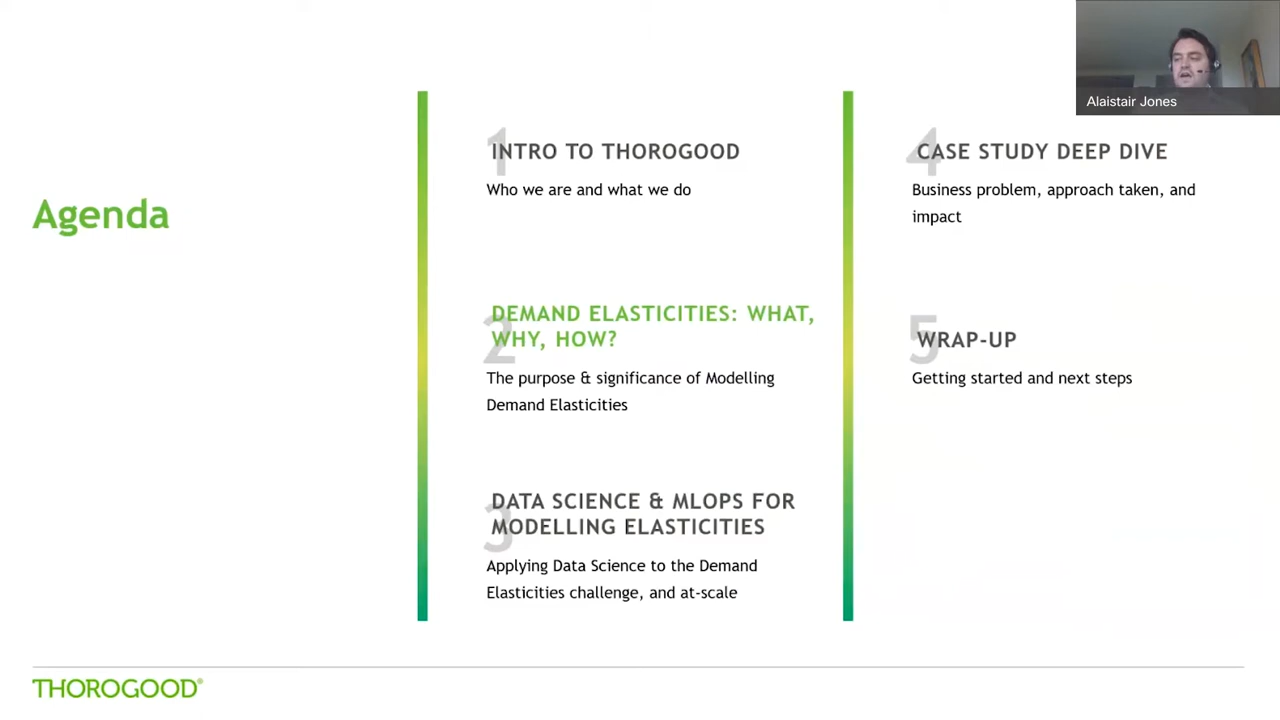 Alaistair Jones
Agenda
1
INTRO TO THOROGOOD
Who we are and what we do
2
DEMAND ELASTICITIES: WHAT,
WHY, HOW?
The purpose & significance of Modelling
Demand Elasticities
3
DATA SCIENCE & MLOPS FOR
MODELLING ELASTICITIES
Applying Data Science to the Demand
Elasticities challenge, and at-scale
4
CASE STUDY DEEP DIVE
Business problem, approach taken, and
impact
5
WRAP-UP
Getting started and next steps
THOROGOOD®